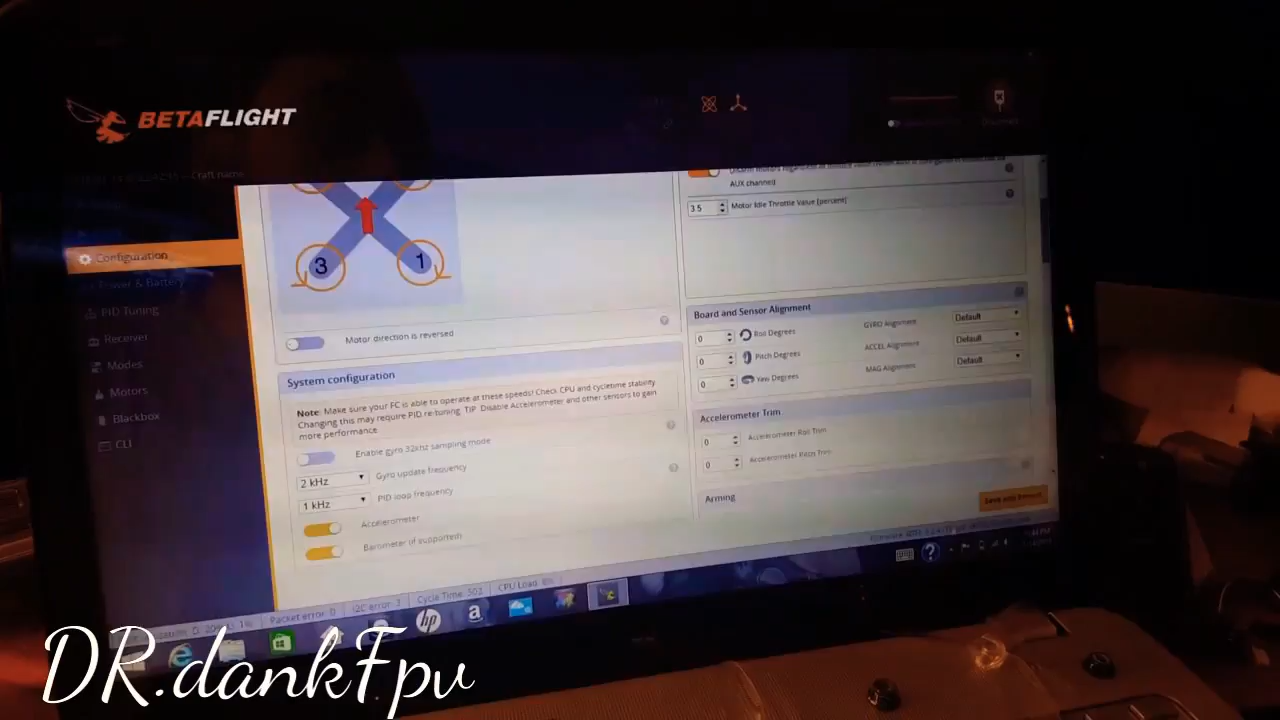 BETAFLIGHT
Craft name
AUX channel
3.5 Motor Idle Throttle Value [percent]
Configuration
Power & Battery
PID Tuning
Receiver
Modes
Motors
Blackbox
CLI
3
1
Motor direction is reversed
System configuration
Note: Make sure your FC is able to operate at these speeds! Check CPU and cycletime stability.
Changing this may require PID re-tuning. TIP: Disable Accelerometer and other sensors to gain
more performance.
Enable gyro 32khz sampling mode
2 kHz Gyro update frequency
1 kHz PID loop frequency
Accelerometer
Barometer (if supported)
Board and Sensor Alignment
0 Roll Degrees GYRO Alignment Default
0 Pitch Degrees ACCEL Alignment Default
0 Yaw Degrees MAG Alignment Default
Accelerometer Trim
0 Accelerometer Roll Trim
0 Accelerometer Pitch Trim
Arming
Save and Reboot
Packet error: 0 I2C error: 3 Cycle Time: 503 CPU Load
hp
DR.dankFpv